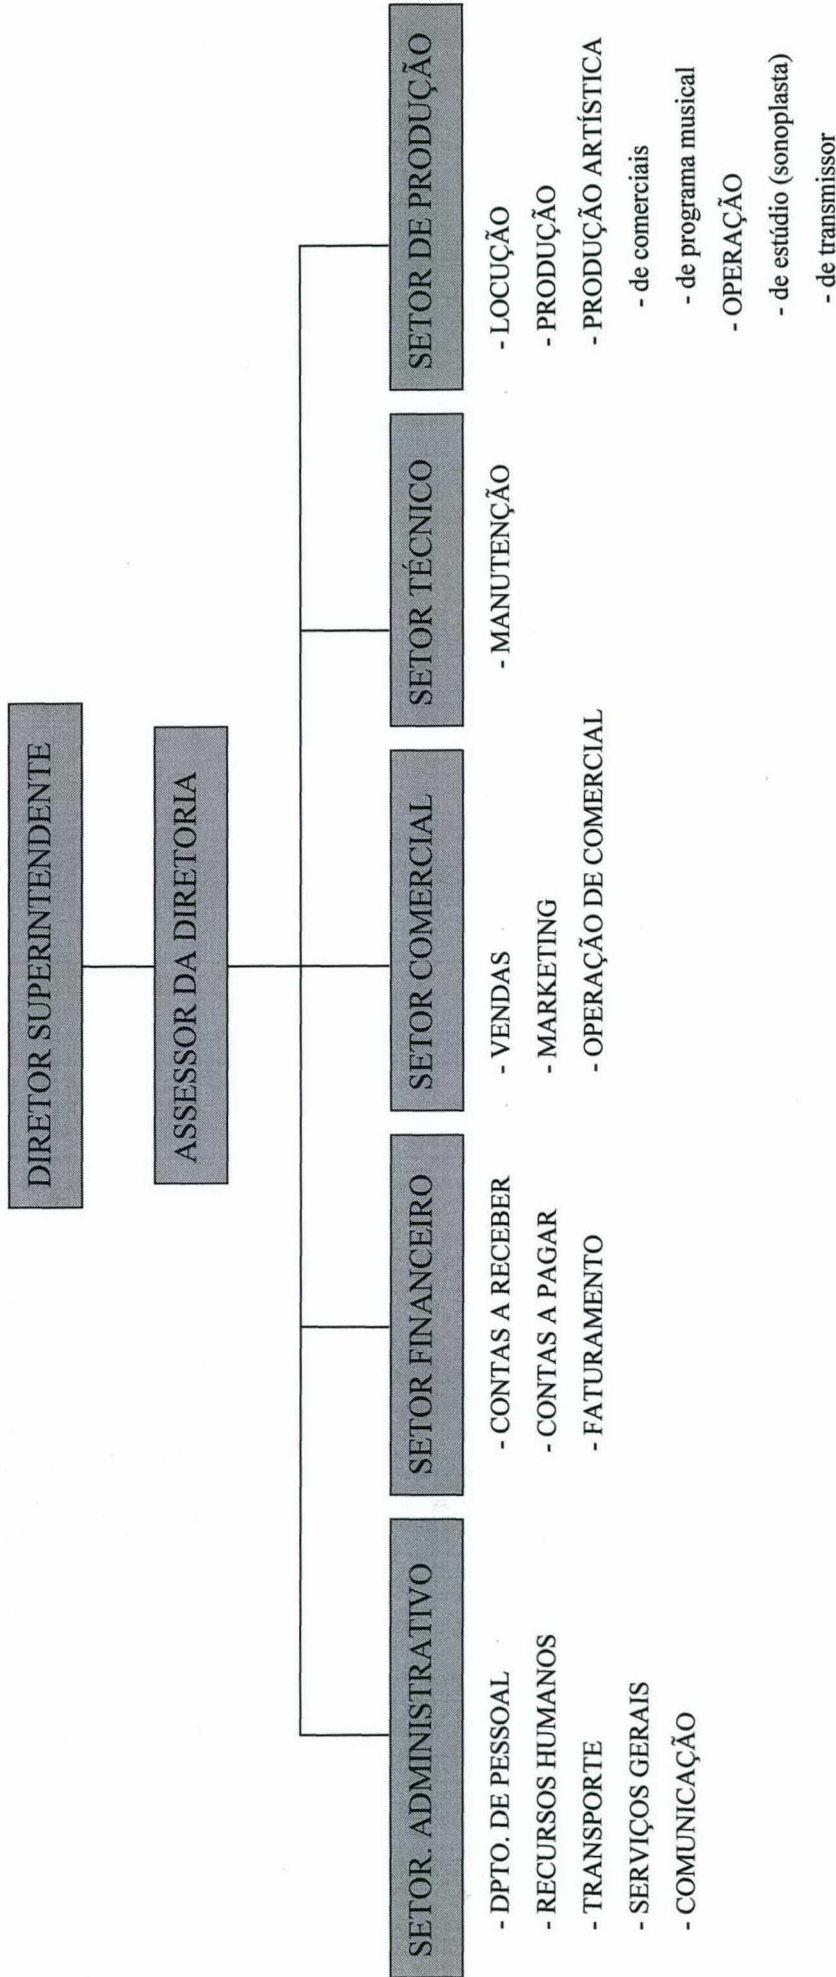 DIRETOR SUPERINTENDENTE
ASSESSOR DA DIRETORIA
SETOR. ADMINISTRATIVO
- DPTO. DE PESSOAL
- RECURSOS HUMANOS
- TRANSPORTE
- SERVIÇOS GERAIS
- COMUNICAÇÃO
SETOR FINANCEIRO
- CONTAS A RECEBER
- CONTAS A PAGAR
- FATURAMENTO
SETOR COMERCIAL
- VENDAS
- MARKETING
- OPERAÇÃO DE COMERCIAL
SETOR TÉCNICO
- MANUTENÇÃO
SETOR DE PRODUÇÃO
- LOCUÇÃO
- PRODUÇÃO
- PRODUÇÃO ARTÍSTICA
- de comerciais
- de programa musical
- OPERAÇÃO
- de estúdio (sonoplasta)
- de transmissor